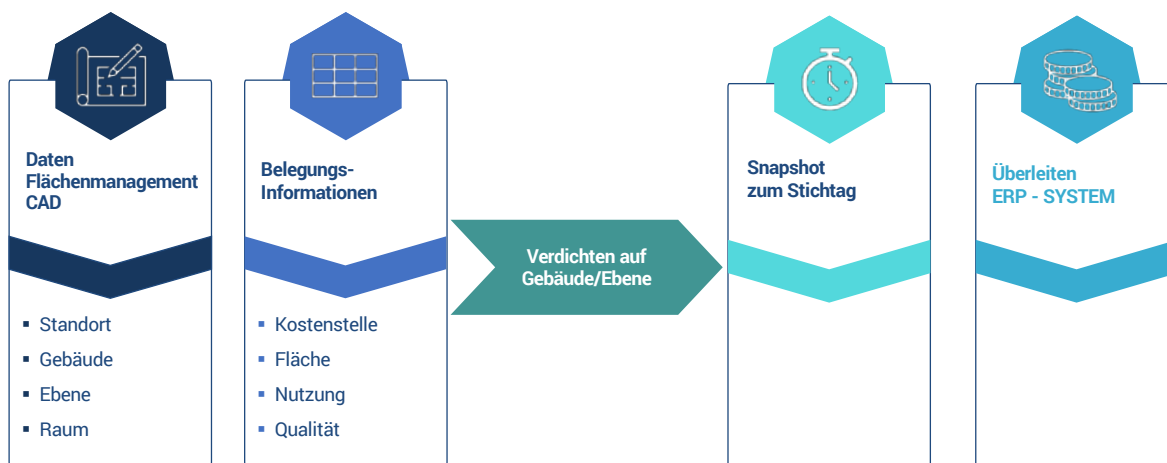 Daten
Flächenmanagement
CAD
▪ Standort
▪ Gebäude
▪ Ebene
▪ Raum
Belegungs-
Informationen
▪ Kostenstelle
▪ Fläche
▪ Nutzung
▪ Qualität
Verdichten auf
Gebäude/Ebene
Snapshot
zum Stichtag
Überleiten
ERP - SYSTEM